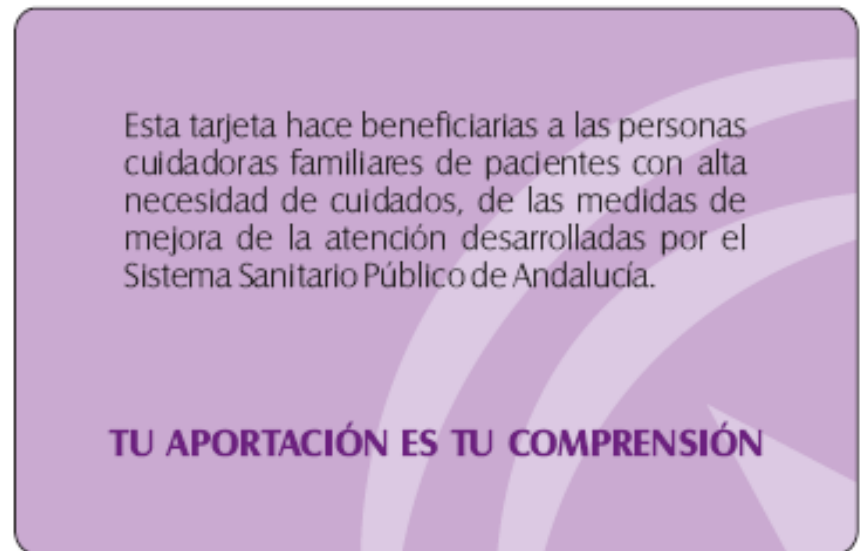 Esta tarjeta hace beneficiarias a las personas
cuidadoras familiares de pacientes con alta
necesidad de cuidados, de las medidas de
mejora de la atención desarrolladas por el
Sistema Sanitario Público de Andalucía.
TU APORTACIÓN ES TU COMPRENSIÓN